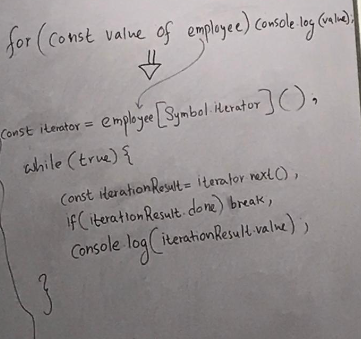 for (const value of employee) console.log(value);
const iterator = employee[Symbol.iterator]();
while(true){
const iterationResult = iterator.next();
if(iterationResult.done) break;
console.log(iterationResult.value);
}